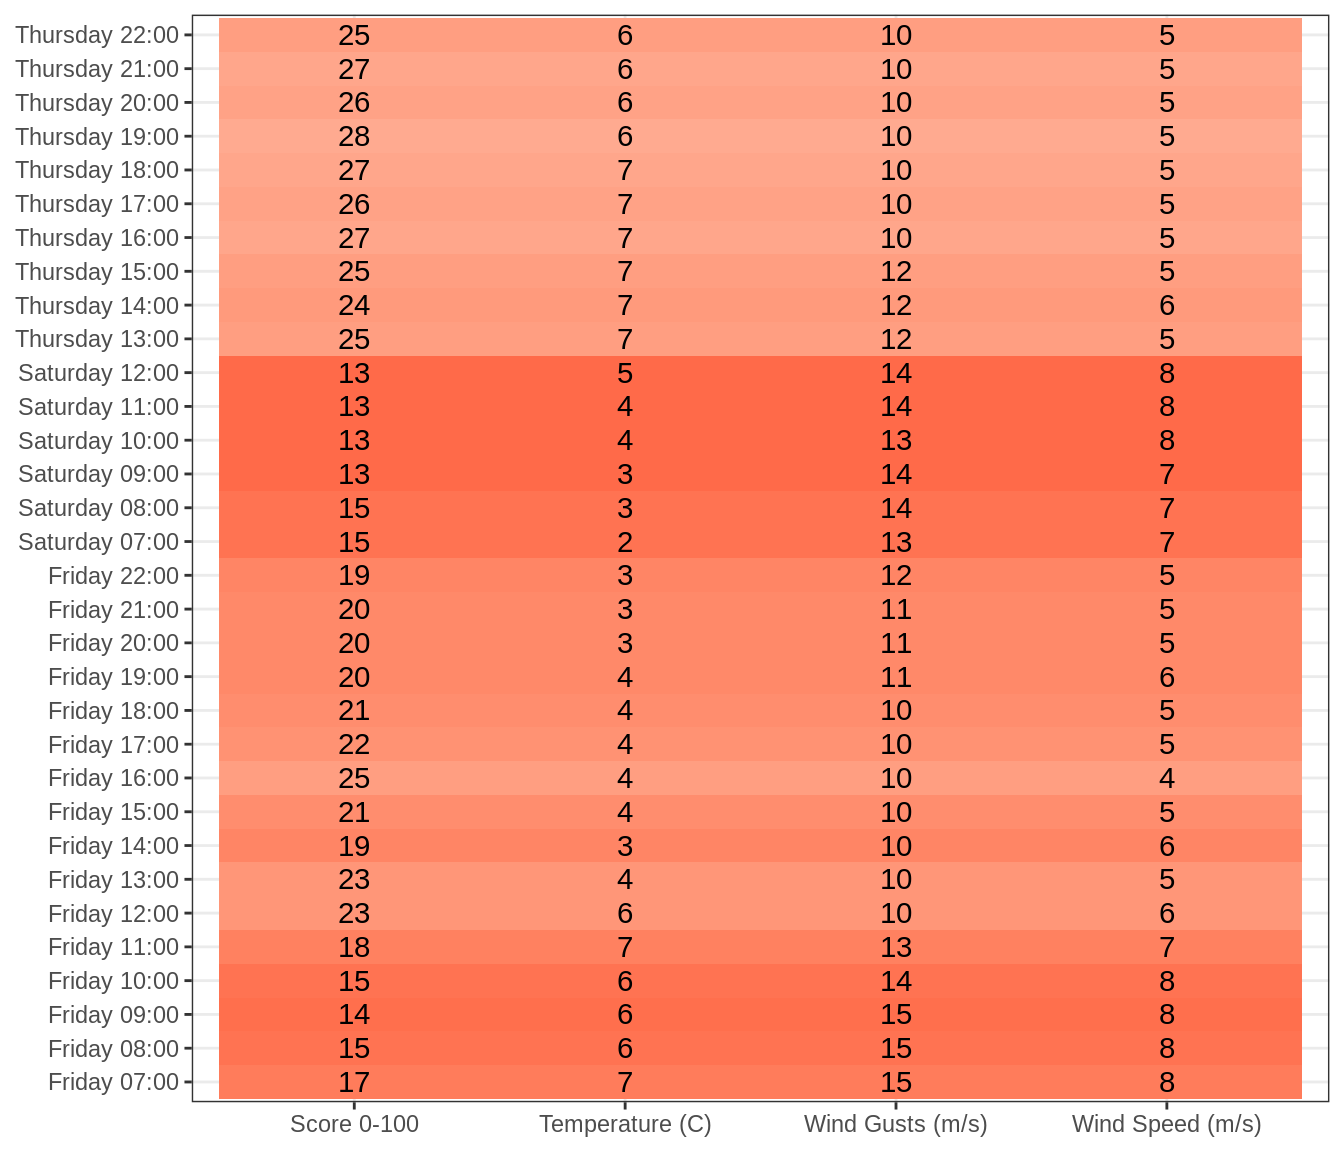 Thursday 22:00 25 6 10 5
Thursday 21:00 27 6 10 5
Thursday 20:00 26 6 10 5
Thursday 19:00 28 6 10 5
Thursday 18:00 27 7 10 5
Thursday 17:00 26 7 10 5
Thursday 16:00 27 7 10 5
Thursday 15:00 25 7 12 5
Thursday 14:00 24 7 12 6
Thursday 13:00 25 7 12 5
Saturday 12:00 13 5 14 8
Saturday 11:00 13 4 14 8
Saturday 10:00 13 4 13 8
Saturday 09:00 13 3 14 7
Saturday 08:00 15 3 14 7
Saturday 07:00 15 2 13 7
Friday 22:00 19 3 12 5
Friday 21:00 20 3 11 5
Friday 20:00 20 3 11 5
Friday 19:00 20 4 11 6
Friday 18:00 21 4 10 5
Friday 17:00 22 4 10 5
Friday 16:00 25 4 10 4
Friday 15:00 21 4 10 5
Friday 14:00 19 3 10 6
Friday 13:00 23 4 10 5
Friday 12:00 23 6 10 6
Friday 11:00 18 7 13 7
Friday 10:00 15 6 14 8
Friday 09:00 14 6 15 8
Friday 08:00 15 6 15 8
Friday 07:00 17 7 15 8
Score 0-100 Temperature (C) Wind Gusts (m/s) Wind Speed (m/s)